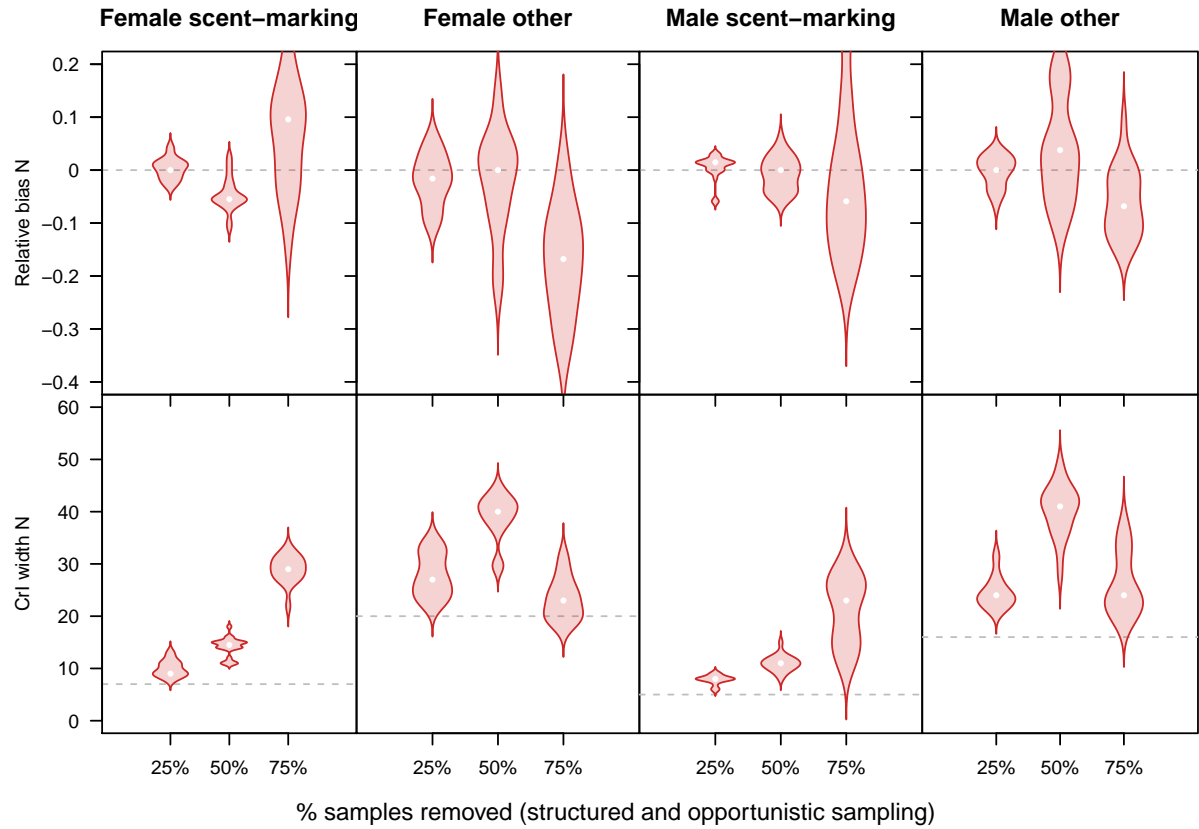 Female scent−marking Female other Male scent−marking Male other
Relative bias N
0.2
0.1
0
−0.1
−0.2
−0.3
−0.4
CrI width N
60
50
40
30
20
10
0
25% 50% 75% 25% 50% 75% 25% 50% 75% 25% 50% 75%
% samples removed (structured and opportunistic sampling)